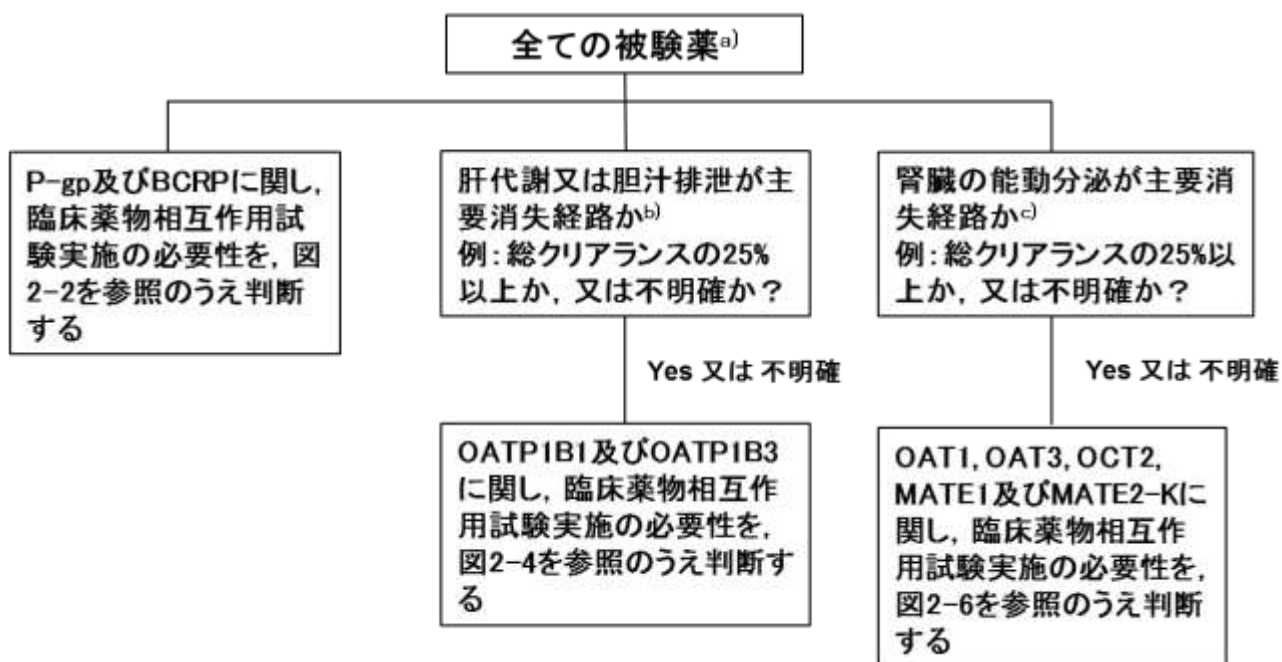 全ての被験薬a)
P-gp及びBCRPに関し,
臨床薬物相互作用試
験実施の必要性を, 図
2-2を参照のうえ判断
する
肝代謝又は胆汁排泄が主
要消失経路かb)
例:総クリアランスの25%
以上か, 又は不明確か?
腎臓の能動分泌が主要消
失経路かc)
例:総クリアランスの25%以
上か, 又は不明確か?
Yes 又は 不明確
Yes 又は 不明確
OATP1B1及びOATP1B3
に関し, 臨床薬物相互作
用試験実施の必要性を,
図2-4を参照のうえ判断す
る
OAT1, OAT3, OCT2,
MATE1及びMATE2-Kに
関し, 臨床薬物相互作
用試験実施の必要性を,
図2-6を参照のうえ判断
する